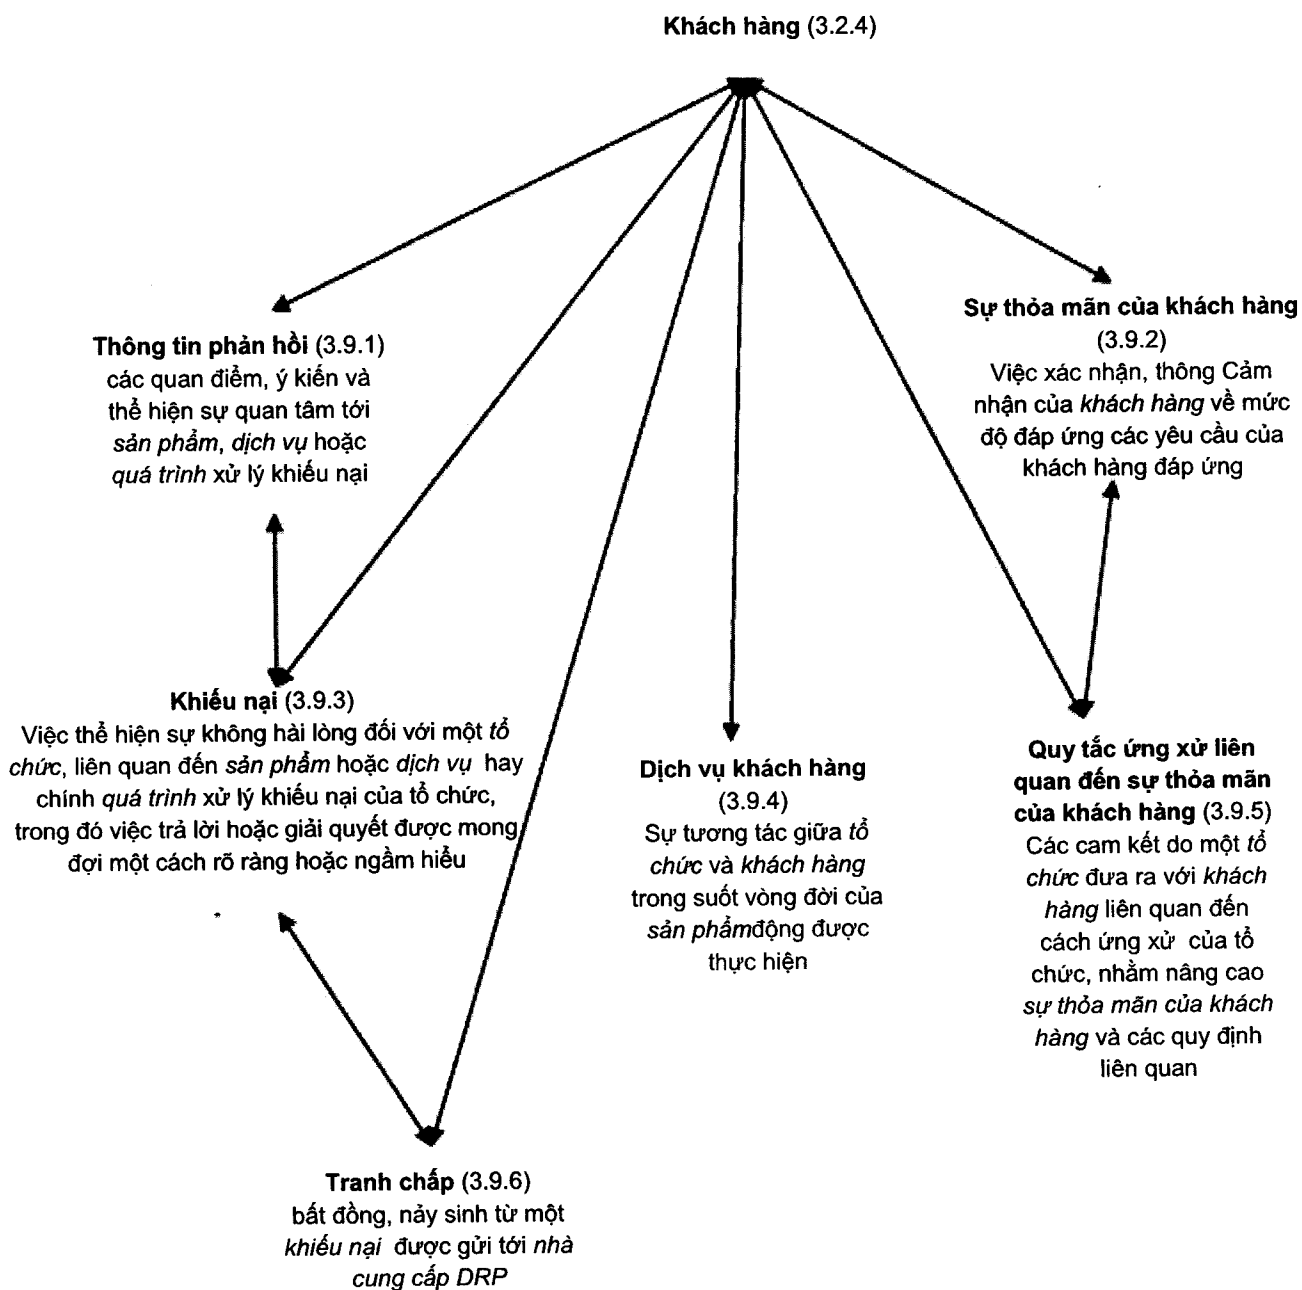 Khách hàng (3.2.4)
Thông tin phản hồi (3.9.1)
các quan điểm, ý kiến và
thể hiện sự quan tâm tới
sản phẩm, dịch vụ hoặc
quá trình xử lý khiếu nại
Sự thỏa mãn của khách hàng
(3.9.2)
Việc xác nhận, thông Cảm
nhận của khách hàng về mức
độ đáp ứng các yêu cầu của
khách hàng đáp ứng
Khiếu nại (3.9.3)
Việc thể hiện sự không hài lòng đối với một tổ
chức, liên quan đến sản phẩm hoặc dịch vụ hay
chính quá trình xử lý khiếu nại của tổ chức,
trong đó việc trả lời hoặc giải quyết được mong
đợi một cách rõ ràng hoặc ngầm hiểu
Dịch vụ khách hàng
(3.9.4)
Sự tương tác giữa tổ
chức và khách hàng
trong suốt vòng đời của
sản phẩmđộng được
thực hiện
Quy tắc ứng xử liên
quan đến sự thỏa mãn
của khách hàng (3.9.5)
Các cam kết do một tổ
chức đưa ra với khách
hàng liên quan đến
cách ứng xử của tổ
chức, nhằm nâng cao
sự thỏa mãn của khách
hàng và các quy định
liên quan
Tranh chấp (3.9.6)
bất đồng, nảy sinh từ một
khiếu nại được gửi tới nhà
cung cấp DRP